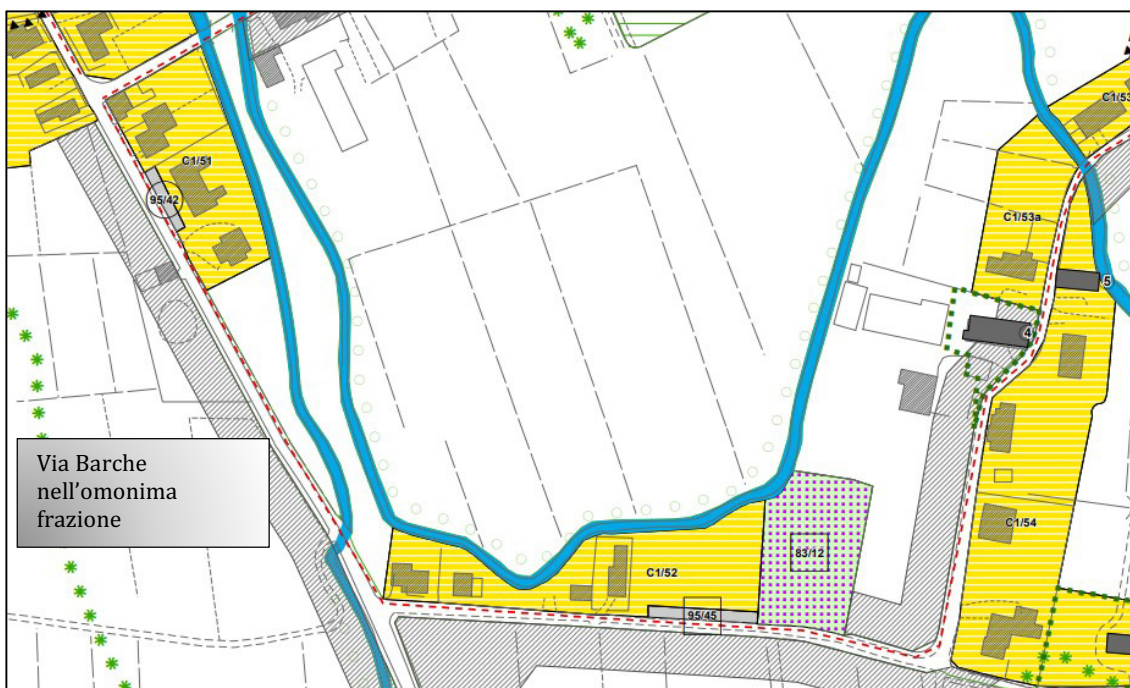 C1/53
C1/51
95/42
C1/53a
5
4
Via Barche
nell'omonima
frazione
C1/54
83/12
C1/52
95/45